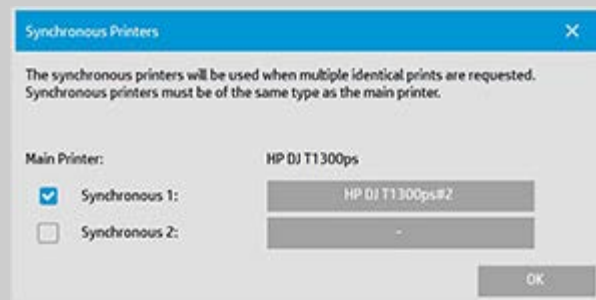 Synchronous Printers
The synchronous printers will be used when multiple identical prints are requested.
Synchronous printers must be of the same type as the main printer.
Main Printer: HP DJ T1300ps
Synchronous 1: HP DJ T1300ps#2
Synchronous 2: -
OK